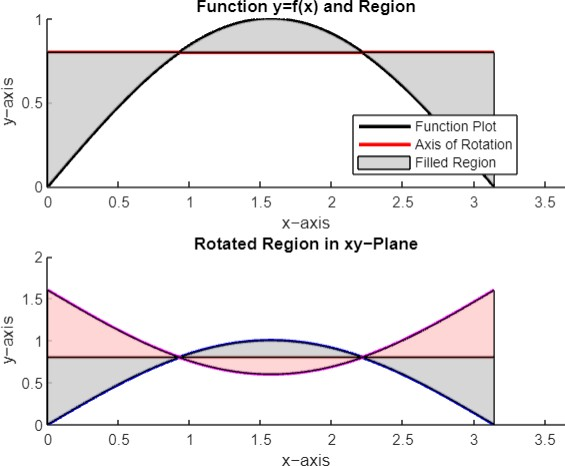 Function y=f(x) and Region
1
0.5
0
y-axis
Function Plot
Axis of Rotation
Filled Region
0 0.5 1 1.5 2 2.5 3 3.5
x-axis
Rotated Region in xy-Plane
2
1.5
1
0.5
0
y-axis
0 0.5 1 1.5 2 2.5 3 3.5
x-axis